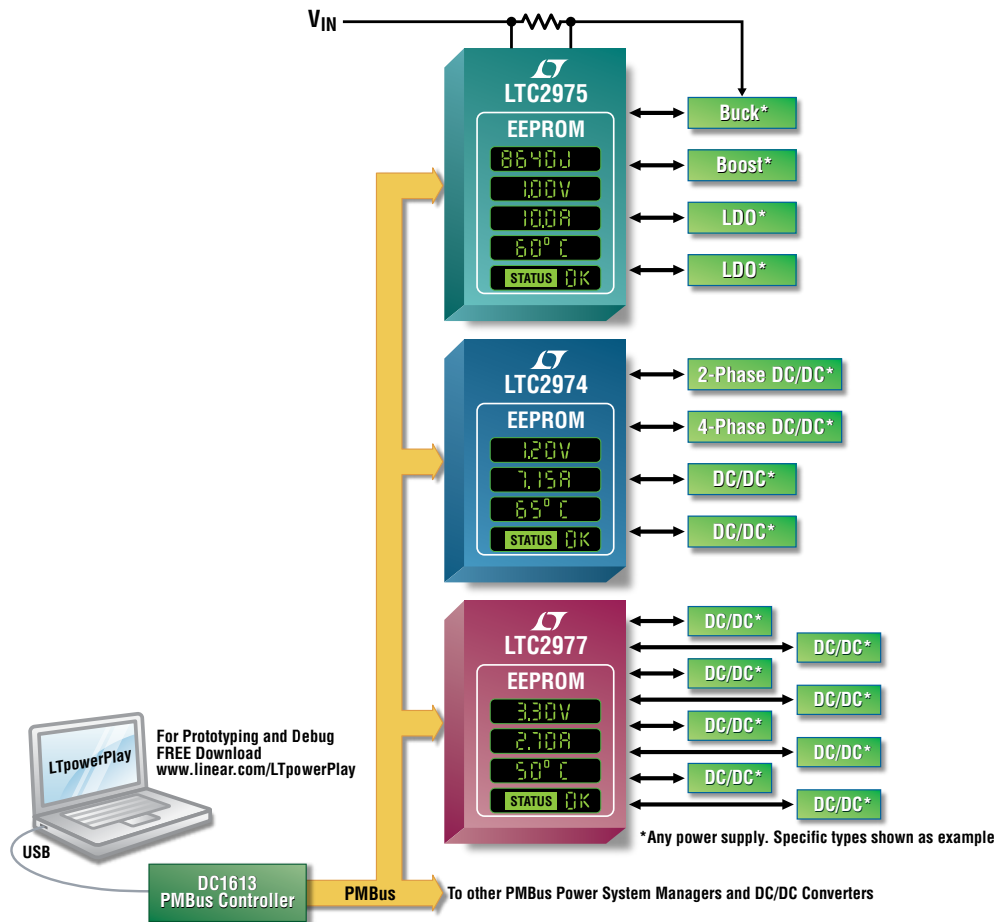 VIN
LTC2975
EEPROM
8640J
1.00V
10.0A
60° C
STATUS OK
Buck*
Boost*
LDO*
LDO*
LTC2974
EEPROM
1.20V
7.15A
65° C
STATUS OK
2-Phase DC/DC*
4-Phase DC/DC*
DC/DC*
DC/DC*
LTC2977
EEPROM
3.30V
2.70A
50° C
STATUS OK
DC/DC*
DC/DC*
DC/DC*
DC/DC*
DC/DC*
DC/DC*
DC/DC*
DC/DC*
*Any power supply. Specific types shown as example
LTpowerPlay
For Prototyping and Debug
FREE Download
www.linear.com/LTpowerPlay
USB
DC1613
PMBus Controller
PMBus
To other PMBus Power System Managers and DC/DC Converters